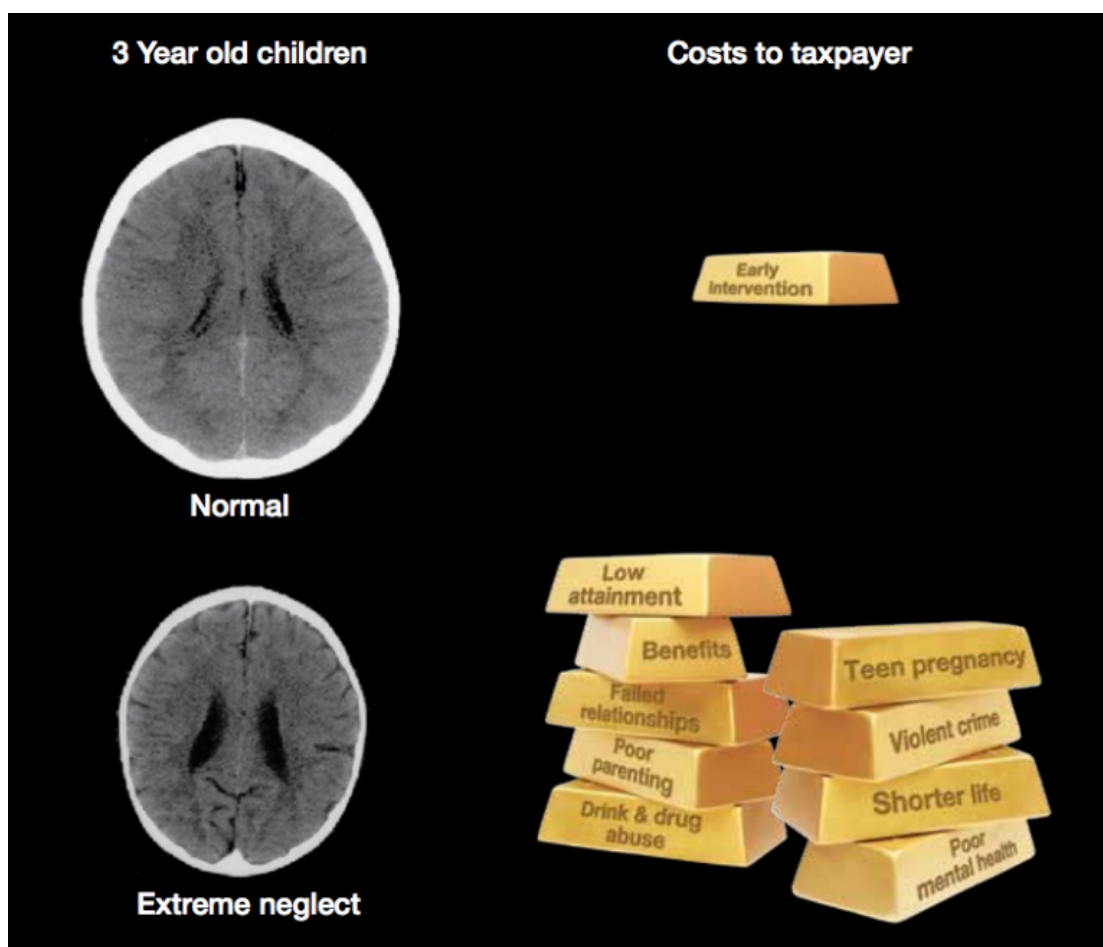 3 Year old children
Costs to taxpayer
Early
Intervention
Normal
Low
attainment
Benefits
Failed
relationships
Poor
parenting
Drink & drug
abuse
Teen pregnancy
Violent crime
Shorter life
Poor
mental health
Extreme neglect